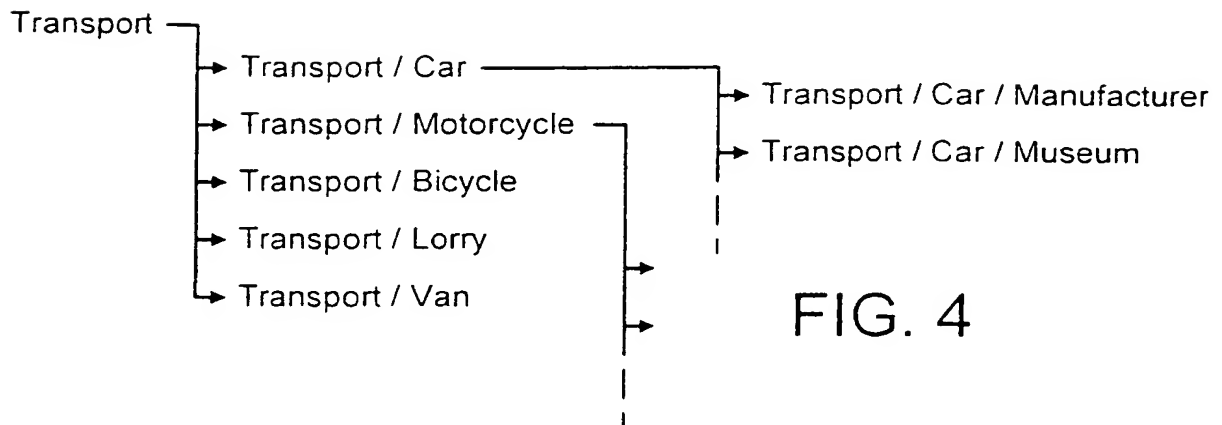 Transport
Transport / Car
Transport / Car / Manufacturer
Transport / Motorcycle
Transport / Car / Museum
Transport / Bicycle
Transport / Lorry
Transport / Van
FIG. 4